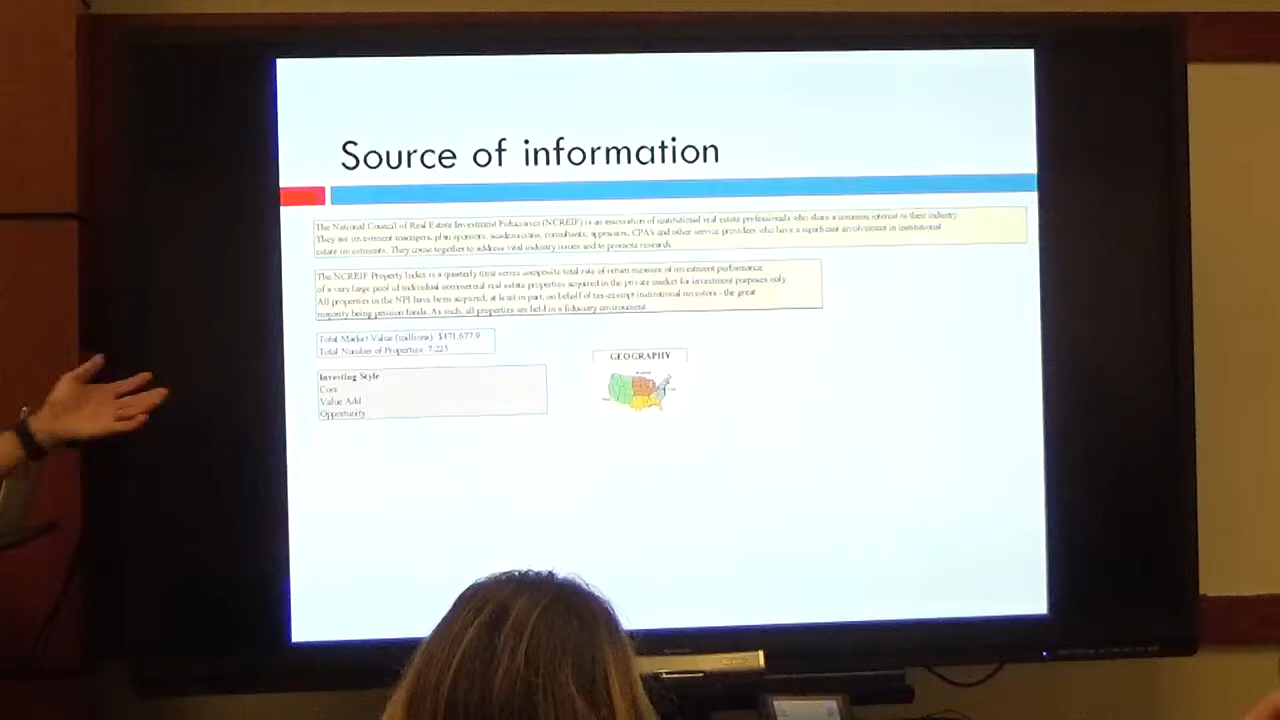 Source of information
The National Council of Real Estate Investment Fiduciaries (NCREIF) is an association of institutional real estate professionals who share a common interest in their industry.
They are investment managers, plan sponsors, academicians, consultants, appraisers, CPA's and other service providers who have a significant involvement in institutional
estate investments. They come together to address vital industry issues and to promote research.
The NCREIF Property Index is a quarterly time series composite total rate of return measure of investment performance
of a very large pool of individual commercial real estate properties acquired in the private market for investment purposes only.
All properties in the NPI have been acquired, at least in part, on behalf of tax-exempt institutional investors - the great
majority being pension funds. As such, all properties are held in a fiduciary environment.
Total Market Value (millions) $471,677.9
Total Number of Properties 7,225
Investing Style
Core
Value Add
Opportunity
GEOGRAPHY